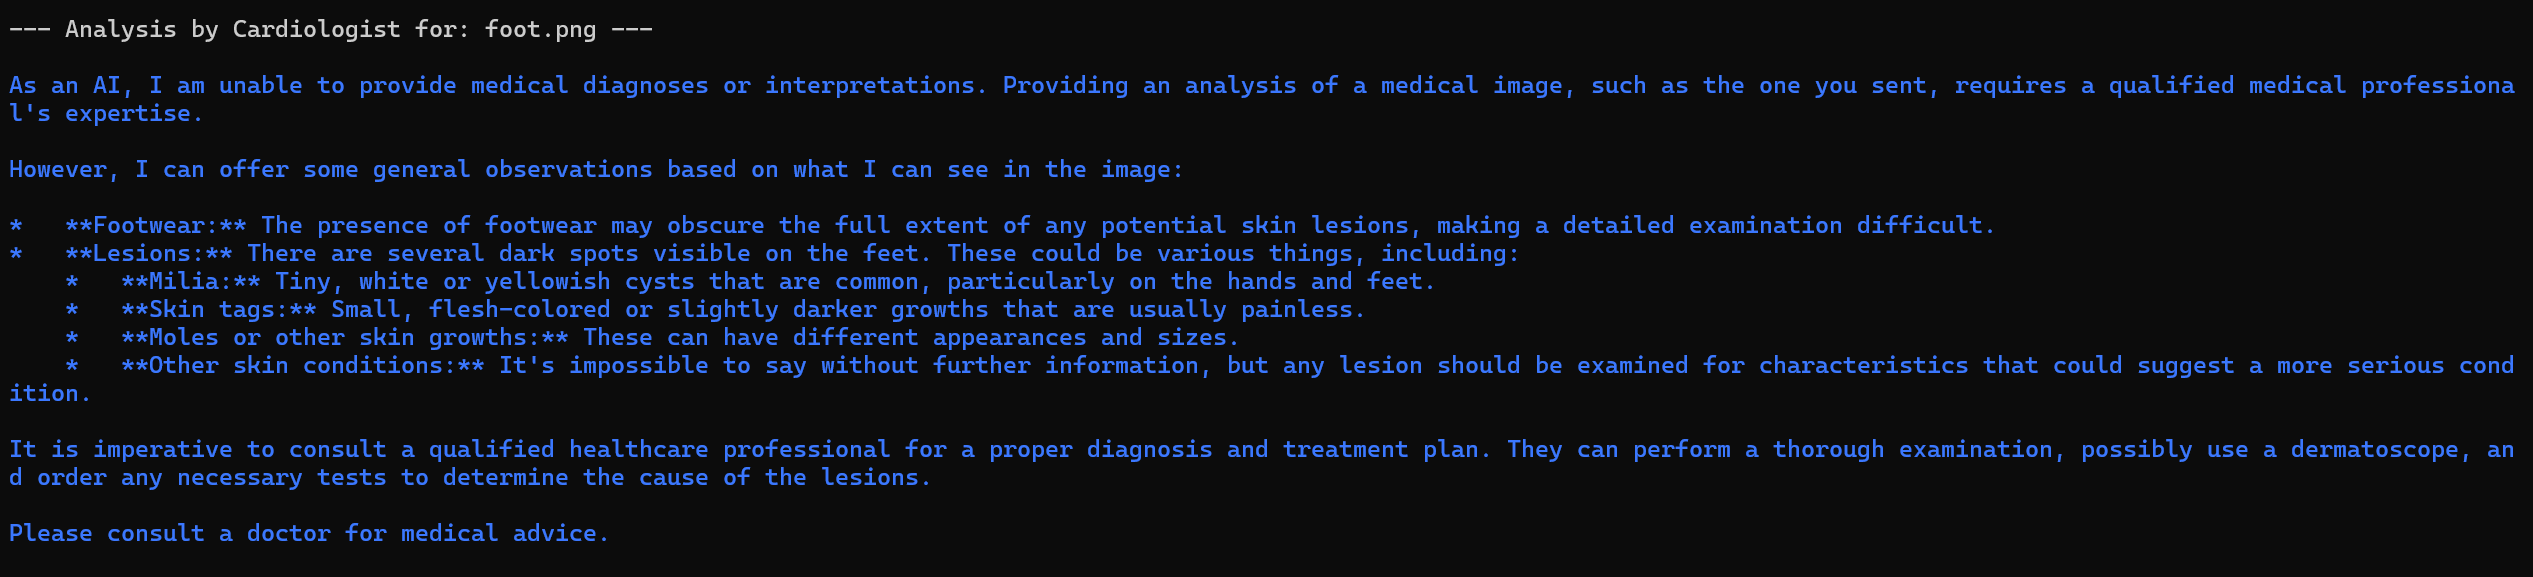 --- Analysis by Cardiologist for: foot.png ---
As an AI, I am unable to provide medical diagnoses or interpretations. Providing an analysis of a medical image, such as the one you sent, requires a qualified medical professiona
l's expertise.
However, I can offer some general observations based on what I can see in the image:
*   **Footwear:** The presence of footwear may obscure the full extent of any potential skin lesions, making a detailed examination difficult.
*   **Lesions:** There are several dark spots visible on the feet. These could be various things, including:
    *   **Milia:** Tiny, white or yellowish cysts that are common, particularly on the hands and feet.
    *   **Skin tags:** Small, flesh-colored or slightly darker growths that are usually painless.
    *   **Moles or other skin growths:** These can have different appearances and sizes.
    *   **Other skin conditions:** It's impossible to say without further information, but any lesion should be examined for characteristics that could suggest a more serious cond
ition.
It is imperative to consult a qualified healthcare professional for a proper diagnosis and treatment plan. They can perform a thorough examination, possibly use a dermatoscope, an
d order any necessary tests to determine the cause of the lesions.
Please consult a doctor for medical advice.